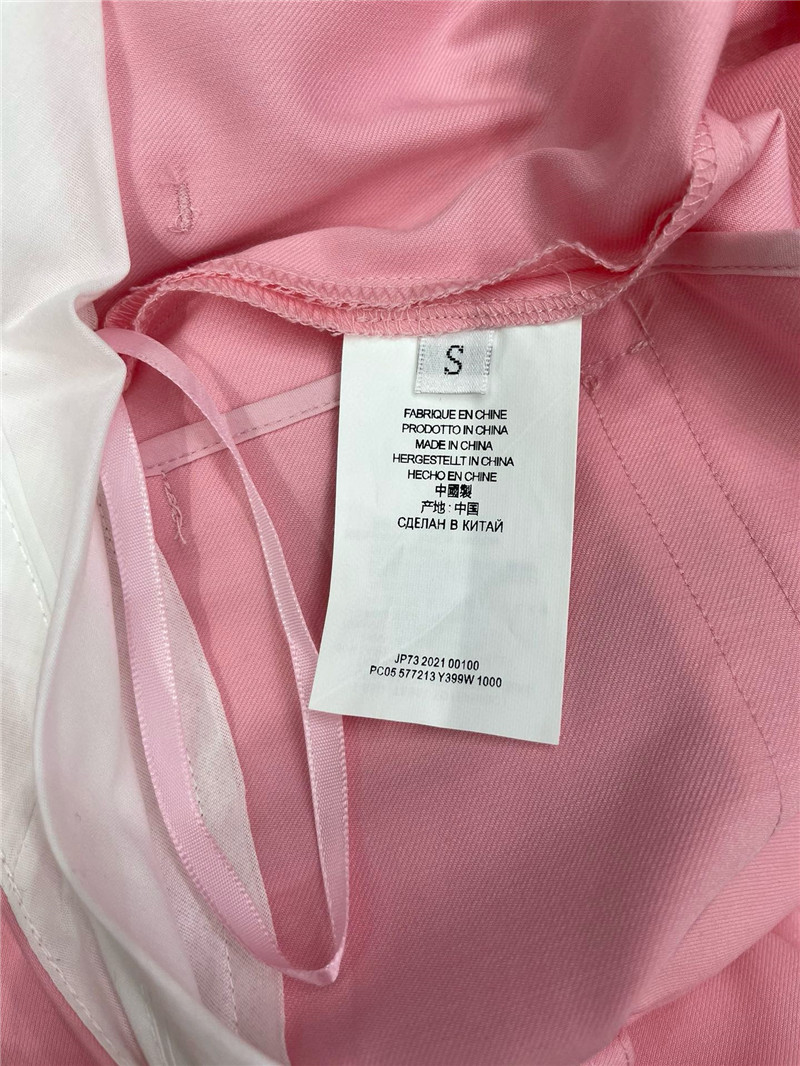 S
FABRIQUE EN CHINE
PRODOTTO IN CHINA
MADE IN CHINA
HERGESTELLT IN CHINA
HECHO EN CHINE
中國製
产地:中国
СДЕЛАН В КИТАЙ
JP73 2021 00100
PC05 577213 Y399W 1000